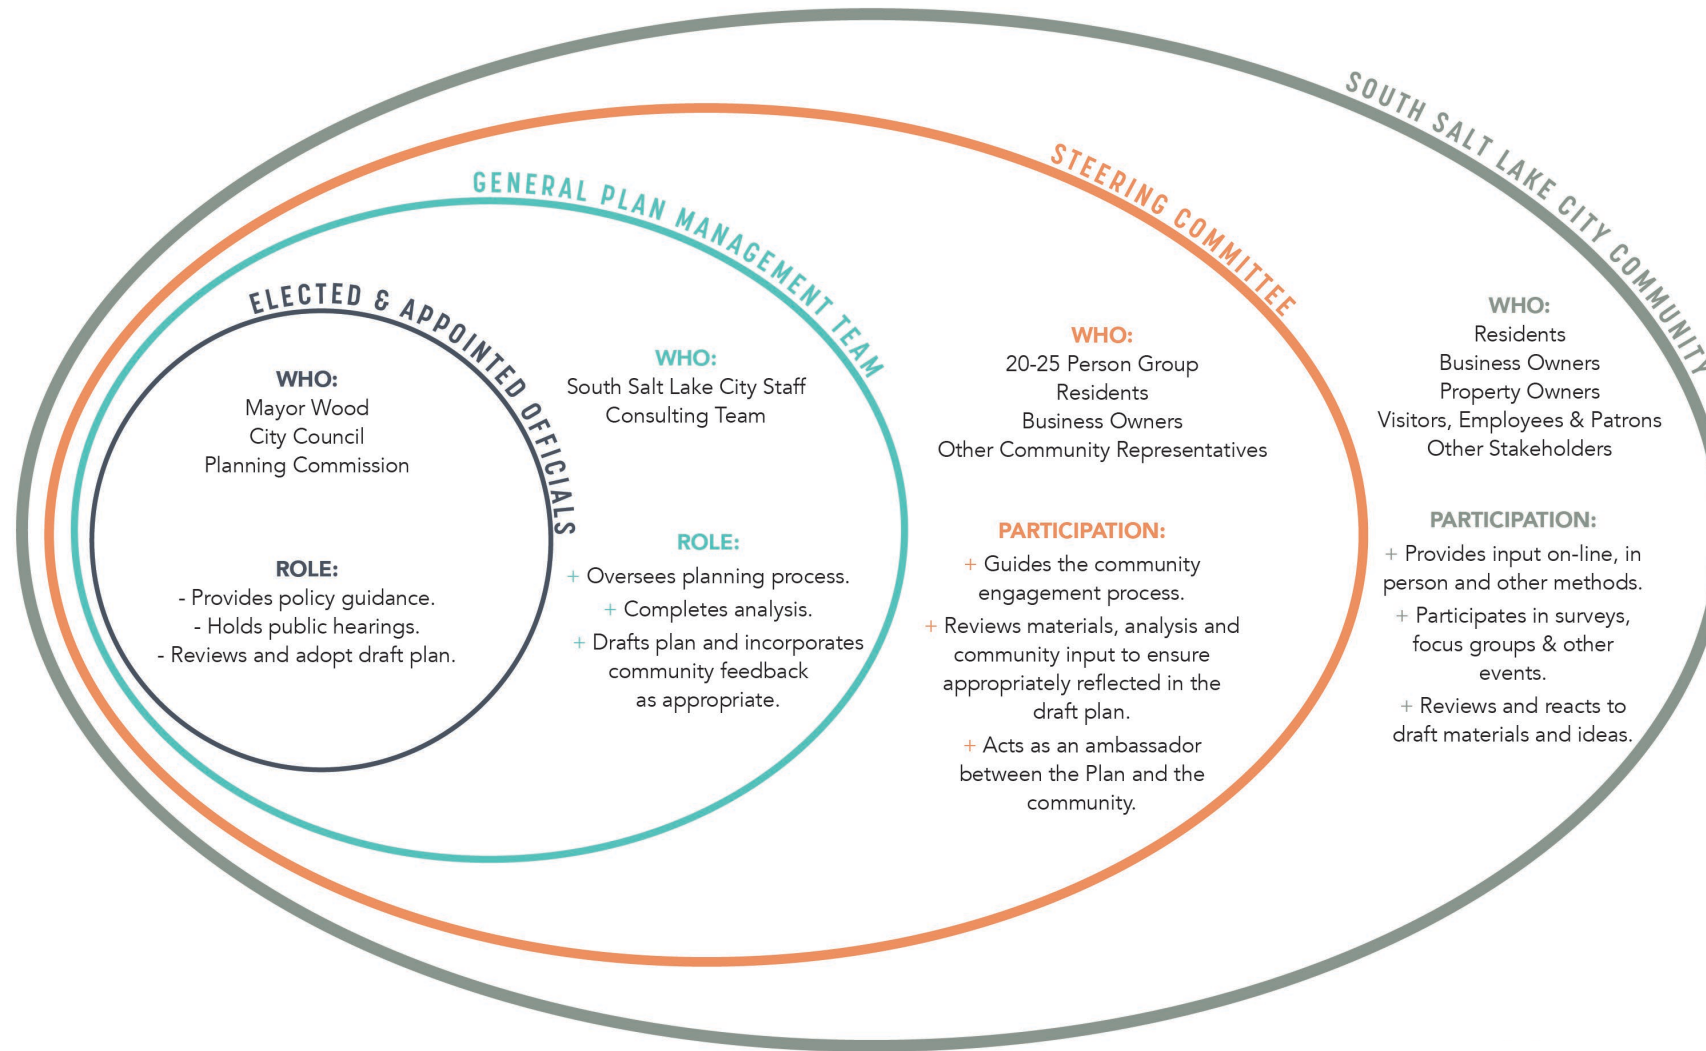 ELECTED & APPOINTED OFFICIALS
WHO:
Mayor Wood
City Council
Planning Commission
ROLE:
- Provides policy guidance.
- Holds public hearings.
- Reviews and adopt draft plan.
GENERAL PLAN MANAGEMENT TEAM
WHO:
South Salt Lake City Staff
Consulting Team
ROLE:
+ Oversees planning process.
+ Completes analysis.
+ Drafts plan and incorporates
community feedback
as appropriate.
STEERING COMMITTEE
WHO:
20-25 Person Group
Residents
Business Owners
Other Community Representatives
PARTICIPATION:
+ Guides the community
engagement process.
+ Reviews materials, analysis and
community input to ensure
appropriately reflected in the
draft plan.
+ Acts as an ambassador
between the Plan and the
community.
SOUTH SALT LAKE CITY COMMUNITY
WHO:
Residents
Business Owners
Property Owners
Visitors, Employees & Patrons
Other Stakeholders
PARTICIPATION:
+ Provides input on-line, in
person and other methods.
+ Participates in surveys,
focus groups & other
events.
+ Reviews and reacts to
draft materials and ideas.